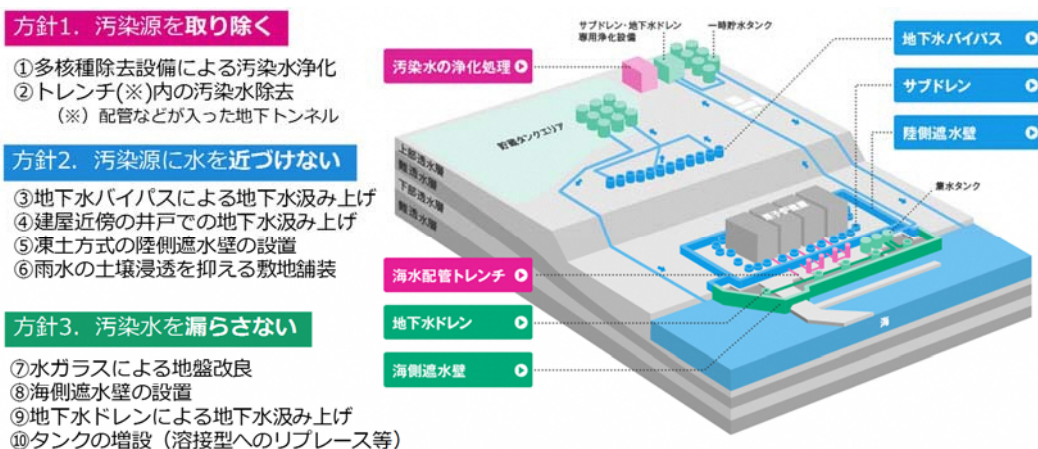 方針1. 汚染源を取り除く
①多核種除去設備による汚染水浄化
②トレンチ(※)内の汚染水除去
(※)配管などが入った地下トンネル
方針2. 汚染源に水を近づけない
③地下水バイパスによる地下水汲み上げ
④建屋近傍の井戸での地下水汲み上げ
⑤凍土方式の陸側遮水壁の設置
⑥雨水の土壌浸透を抑える敷地舗装
方針3. 汚染水を漏らさない
⑦水ガラスによる地盤改良
⑧海側遮水壁の設置
⑨地下水ドレンによる地下水汲み上げ
⑩タンクの増設（溶接型へのリプレース等）
サブドレン・地下水ドレン
専用浄化設備
一時貯水タンク
汚染水の浄化処理
地下水バイパス
サブドレン
陸側遮水壁
貯蔵タンクエリア
上部透水層
難透水層
下部透水層
難透水層
集水タンク
海水配管トレンチ
地下水ドレン
海側遮水壁
海